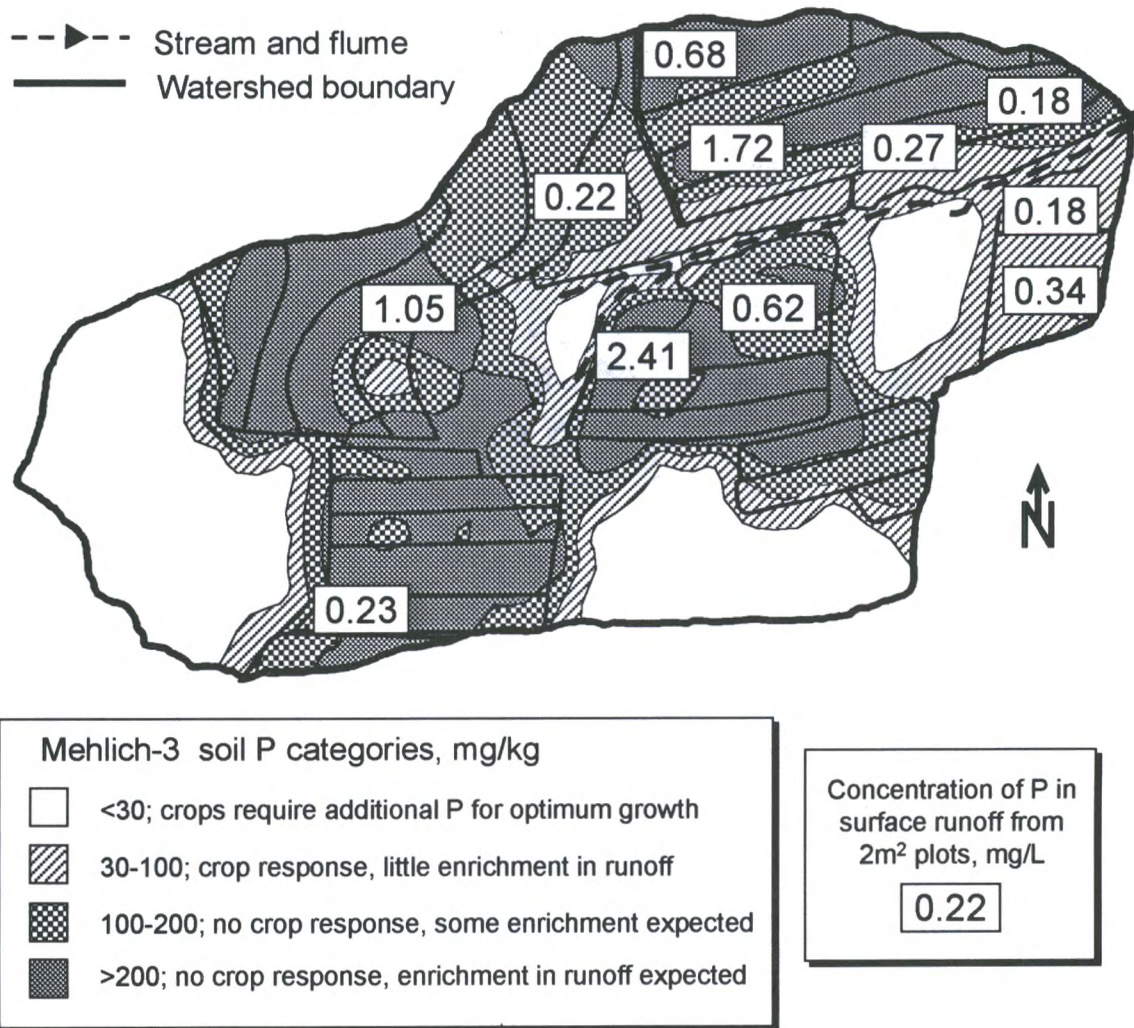 Stream and flume
Watershed boundary
0.68
0.18
1.72
0.27
0.22
0.18
1.05
0.62
0.34
2.41
N
0.23
Mehlich-3 soil P categories, mg/kg
<30; crops require additional P for optimum growth
30-100; crop response, little enrichment in runoff
100-200; no crop response, some enrichment expected
>200; no crop response, enrichment in runoff expected
Concentration of P in
surface runoff from
2m² plots, mg/L
0.22